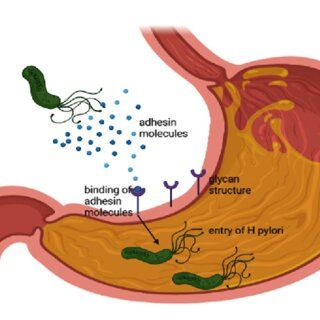 adhesin
molecules
glycan
structure
binding of
adhesin
molecules
entry of H pylori